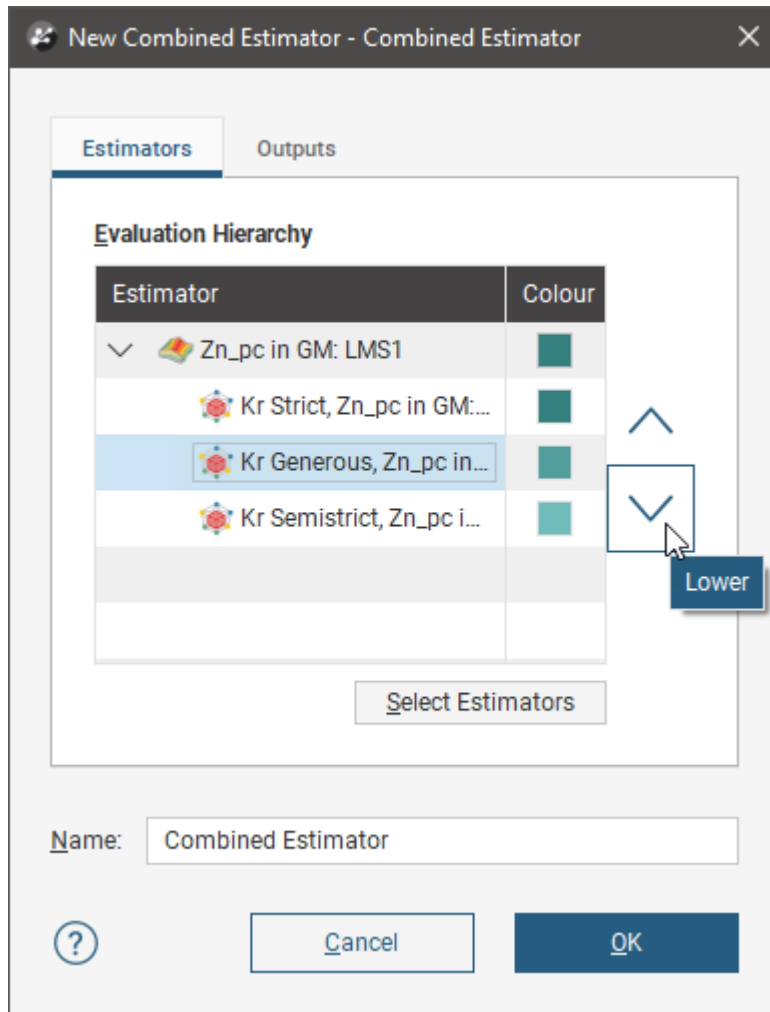 New Combined Estimator - Combined Estimator
Estimators Outputs
Evaluation Hierarchy
Estimator Colour
Zn_pc in GM: LMS1
Kr Strict, Zn_pc in GM:...
Kr Generous, Zn_pc in...
Kr Semistrict, Zn_pc i...
Lower
Select Estimators
Name: Combined Estimator
? Cancel OK